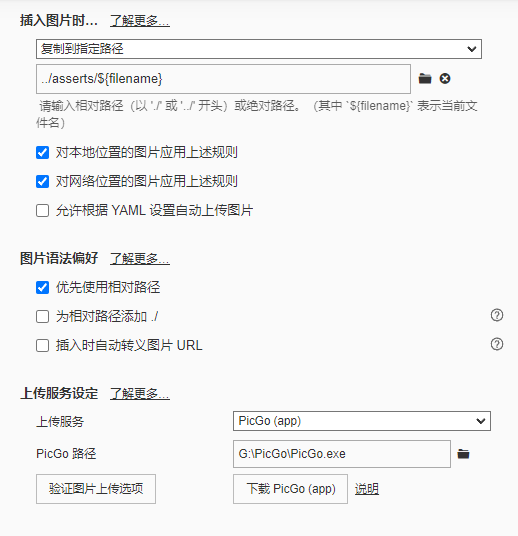 插入图片时... 了解更多...
复制到指定路径
../asserts/${filename}
请输入相对路径（以 './' 或 '../' 开头）或绝对路径。（其中 `${filename}` 表示当前文
件名）
对本地位置的图片应用上述规则
对网络位置的图片应用上述规则
允许根据 YAML 设置自动上传图片
图片语法偏好 了解更多...
优先使用相对路径
为相对路径添加 ./
插入时自动转义图片 URL
上传服务设定 了解更多...
上传服务 PicGo (app)
PicGo 路径 G:\PicGo\PicGo.exe
验证图片上传选项 下载 PicGo (app) 说明